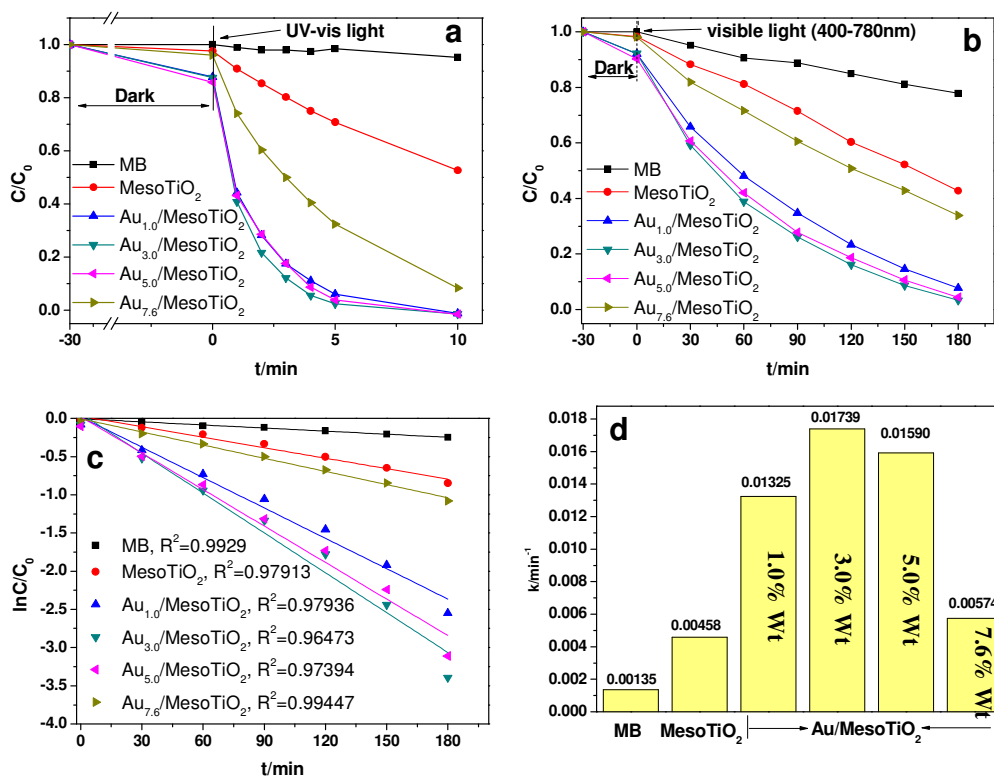 a
UV-vis light
Dark
MB
MesoTiO₂
Au₁.₀/MesoTiO₂
Au₃.₀/MesoTiO₂
Au₅.₀/MesoTiO₂
Au₇.₆/MesoTiO₂
C/C₀
1.0
0.8
0.6
0.4
0.2
0.0
-30 0 5 10
t/min
b
visible light (400-780nm)
Dark
MB
MesoTiO₂
Au₁.₀/MesoTiO₂
Au₃.₀/MesoTiO₂
Au₅.₀/MesoTiO₂
Au₇.₆/MesoTiO₂
C/C₀
1.0
0.8
0.6
0.4
0.2
0.0
-30 0 30 60 90 120 150 180
t/min
c
MB, R²=0.9929
MesoTiO₂, R²=0.97913
Au₁.₀/MesoTiO₂, R²=0.97936
Au₃.₀/MesoTiO₂, R²=0.96473
Au₅.₀/MesoTiO₂, R²=0.97394
Au₇.₆/MesoTiO₂, R²=0.99447
lnC/C₀
0.0
-0.5
-1.0
-1.5
-2.0
-2.5
-3.0
-3.5
-4.0
0 30 60 90 120 150 180
t/min
d
k/min⁻¹
0.018
0.016
0.014
0.012
0.010
0.008
0.006
0.004
0.002
0.000
0.00135
0.00458
0.01325
0.01739
0.01590
0.00574
1.0% Wt
3.0% Wt
5.0% Wt
7.6% Wt
MB MesoTiO₂ Au/MesoTiO₂